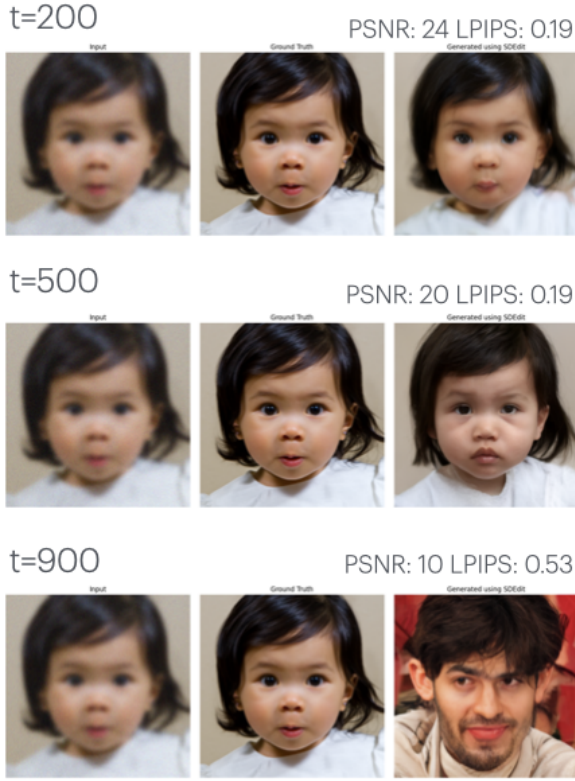 t=200
PSNR: 24 LPIPS: 0.19
Input Ground Truth Generated using SDEdit
t=500
PSNR: 20 LPIPS: 0.19
Input Ground Truth Generated using SDEdit
t=900
PSNR: 10 LPIPS: 0.53
Input Ground Truth Generated using SDEdit